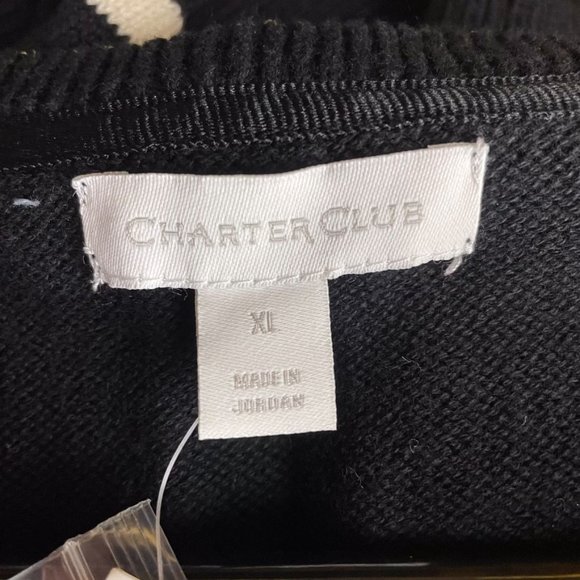 CHARTER CLUB
XL
MADE IN
JORDAN